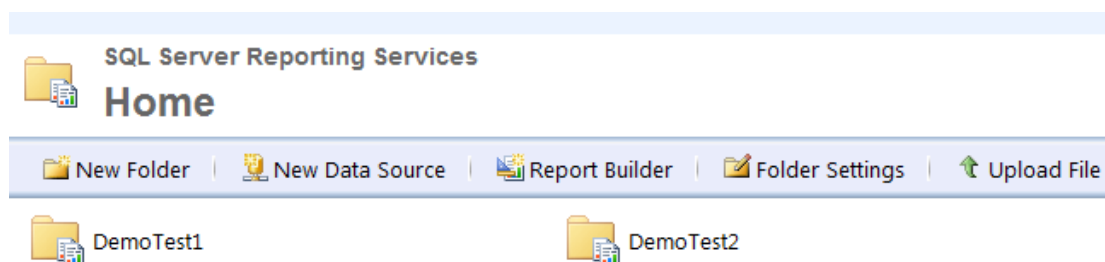 SQL Server Reporting Services
Home
New Folder | New Data Source | Report Builder | Folder Settings | Upload File
DemoTest1 DemoTest2